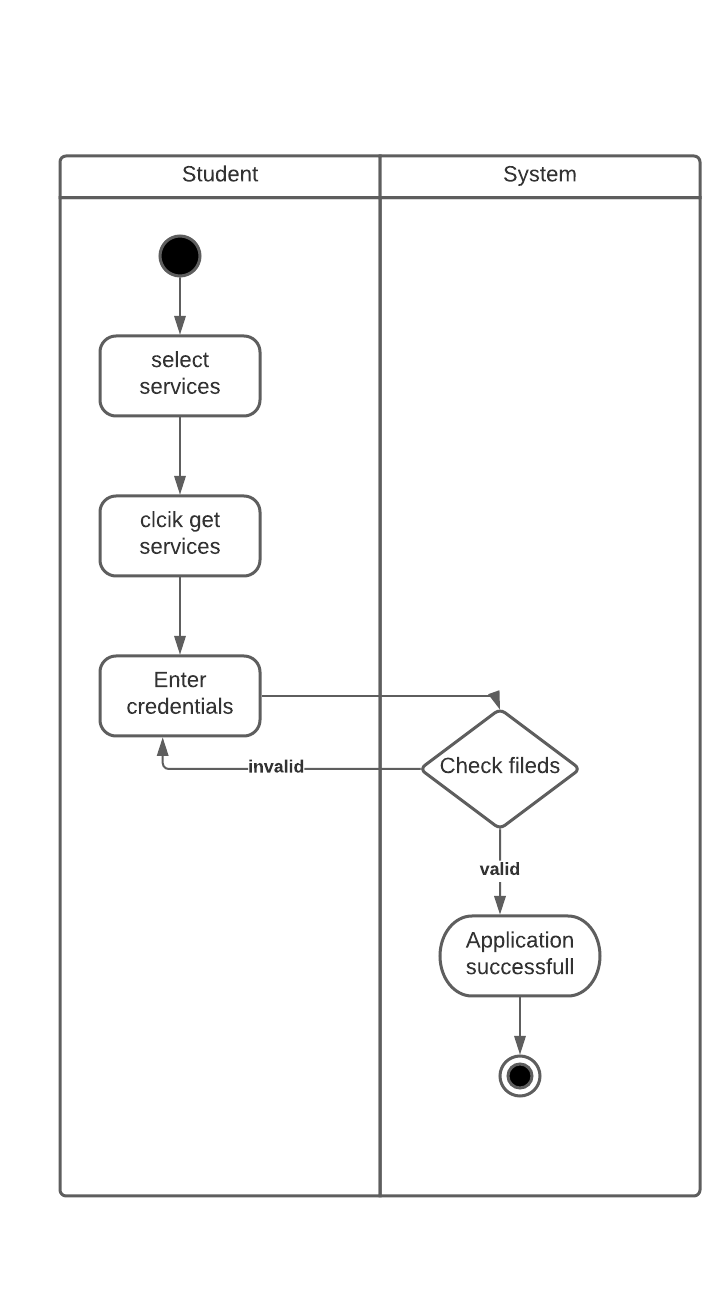 Student
System
select
services
clcik get
services
Enter
credentials
Check fileds
invalid
valid
Application
successfull